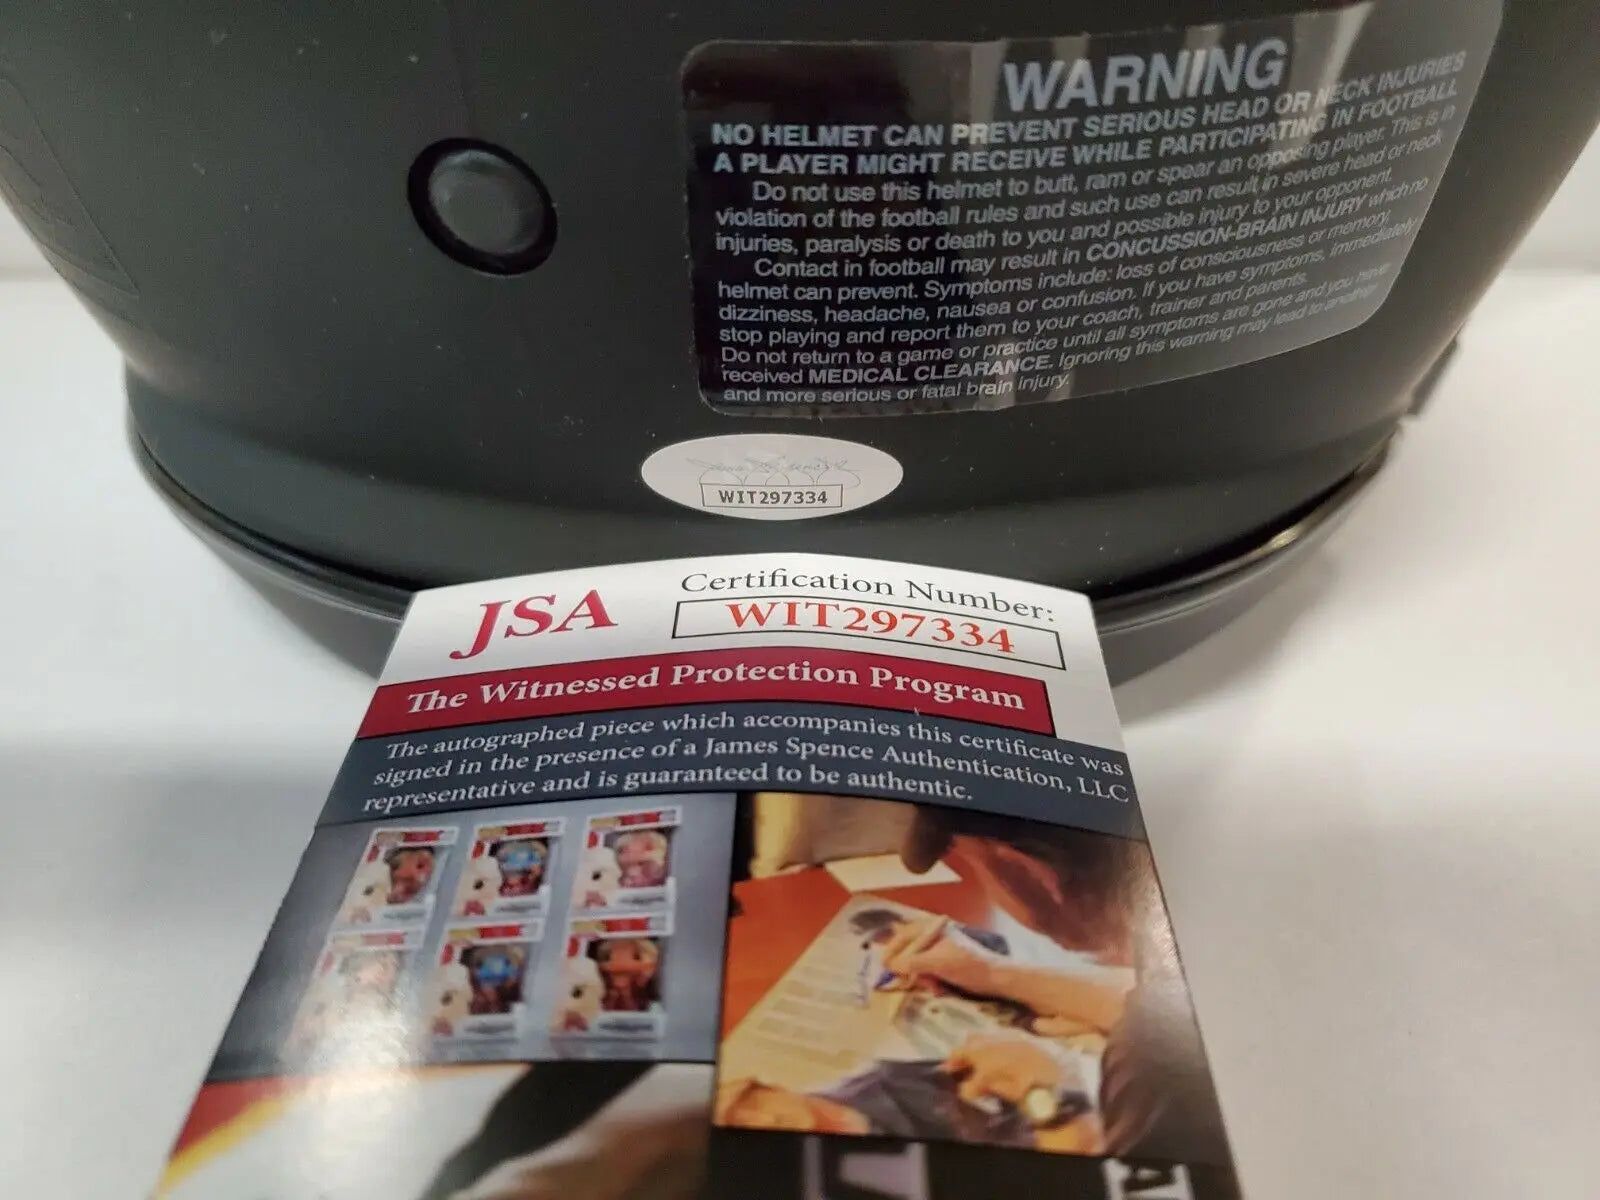 WARNING
NO HELMET CAN PREVENT SERIOUS HEAD OR NECK INJURIES
A PLAYER MIGHT RECEIVE WHILE PARTICIPATING IN FOOTBALL
Do not use this helmet to butt, ram or spear an opposing player. This is in
violation of the football rules and such use can result in severe head or neck
injuries, paralysis or death to you and possible injury to your opponent.
Contact in football may result in CONCUSSION-BRAIN INJURY which no
helmet can prevent. Symptoms include: loss of consciousness or memory,
dizziness, headache, nausea or confusion. If you have symptoms, immediately
stop playing and report them to your coach, trainer and parents.
Do not return to a game or practice until all symptoms are gone and you have
received MEDICAL CLEARANCE. Ignoring this warning may lead to another
and more serious or fatal brain injury.
WIT297334
JSA
Certification Number:
WIT297334
The Witnessed Protection Program
The autographed piece which accompanies this certificate was
signed in the presence of a James Spence Authentication, LLC
representative and is guaranteed to be authentic.